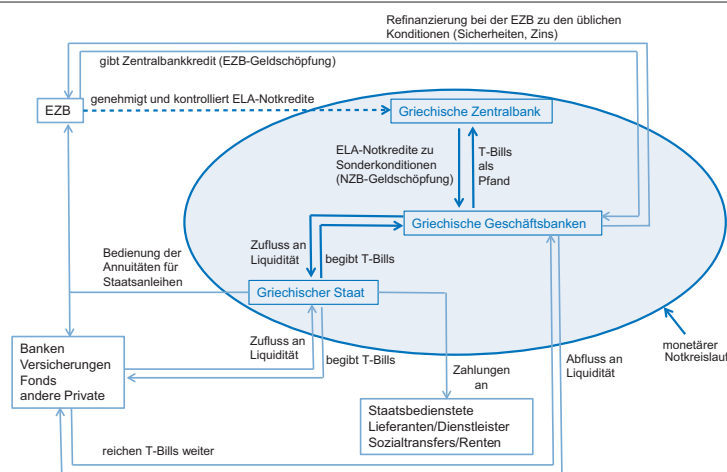 Refinanzierung bei der EZB zu den üblichen
Konditionen (Sicherheiten, Zins)
gibt Zentralbankkredit (EZB-Geldschöpfung)
EZB
genehmigt und kontrolliert ELA-Notkredite
Griechische Zentralbank
ELA-Notkredite zu
Sonderkonditionen
(NZB-Geldschöpfung)
T-Bills
als
Pfand
Griechische Geschäftsbanken
Bedienung der
Annuitäten für
Staatsanleihen
Zufluss an
Liquidität
begibt T-Bills
Griechischer Staat
Banken
Versicherungen
Fonds
andere Private
Zufluss an
Liquidität
begibt T-Bills
Zahlungen
an
Abfluss an
Liquidität
monetärer
Notkreislauf
Staatsbedienstete
Lieferanten/Dienstleister
Sozialtransfers/Renten
reichen T-Bills weiter